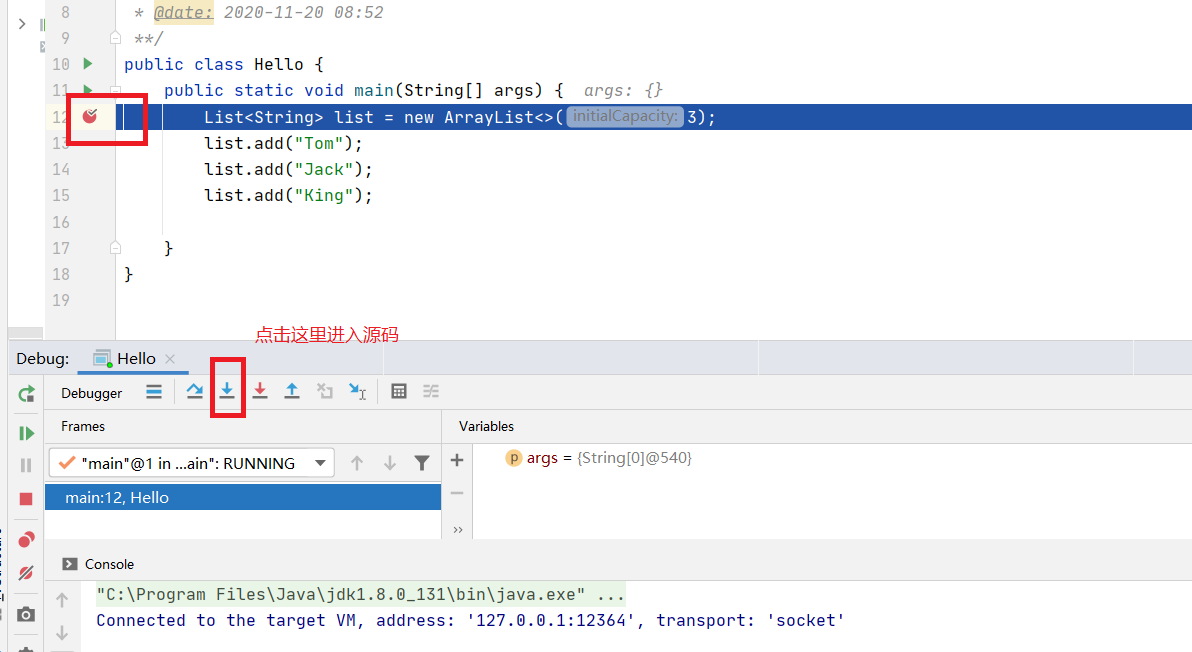 8 * @date: 2020-11-20 08:52
9 **/
10 public class Hello {
11 public static void main(String[] args) { args: {}
12 List<String> list = new ArrayList<>( initialCapacity: 3);
13 list.add("Tom");
14 list.add("Jack");
15 list.add("King");
16
17 }
18 }
19
点击这里进入源码
Debug: Hello
Debugger
Frames Variables
"main"@1 in ...ain": RUNNING
p args = {String[0]@540}
main:12, Hello
Console
"C:\Program Files\Java\jdk1.8.0_131\bin\java.exe" ...
Connected to the target VM, address: '127.0.0.1:12364', transport: 'socket'